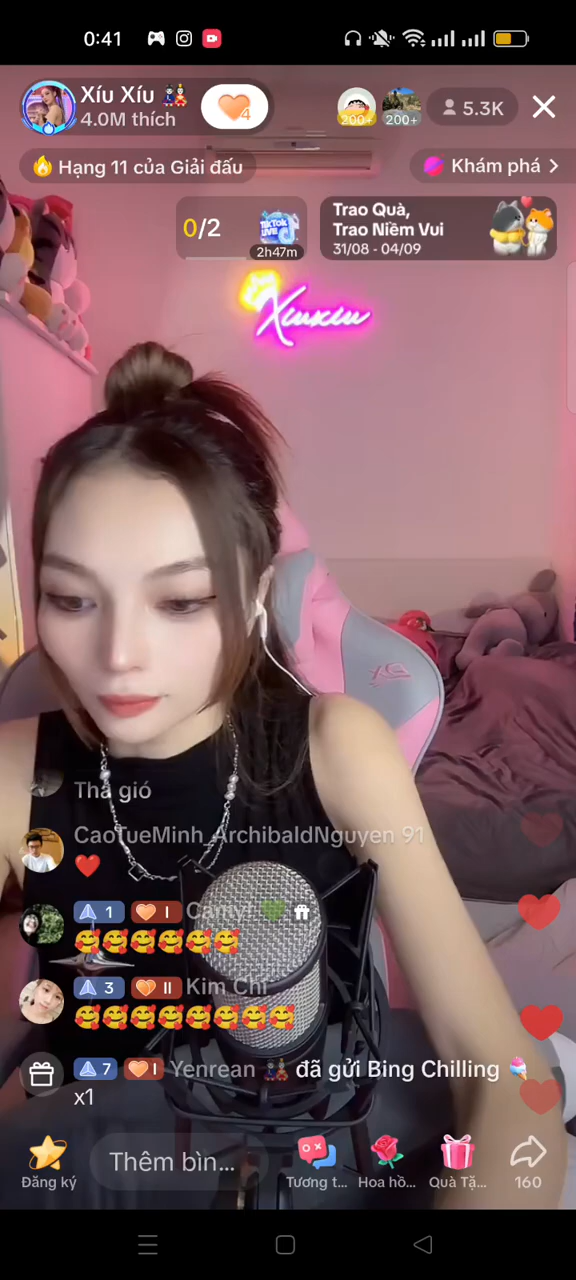 0:41
Xíu Xíu
4.0M thích
4
200+
200+
5.3K
Hạng 11 của Giải đấu
Khám phá
0/2
TikTok
LIVE
2h47m
Trao Quà,
Trao Niềm Vui
31/08 - 04/09
Xiuxiu
Thả gió
CaoTueMinh_ArchibaldNguyen 91
1 I Camyl
3 II Kim Chi
7 I Yenrean đã gửi Bing Chilling
x1
Đăng ký
Thêm bìn...
Tương t...
Hoa hồ...
Quà Tặ...
160